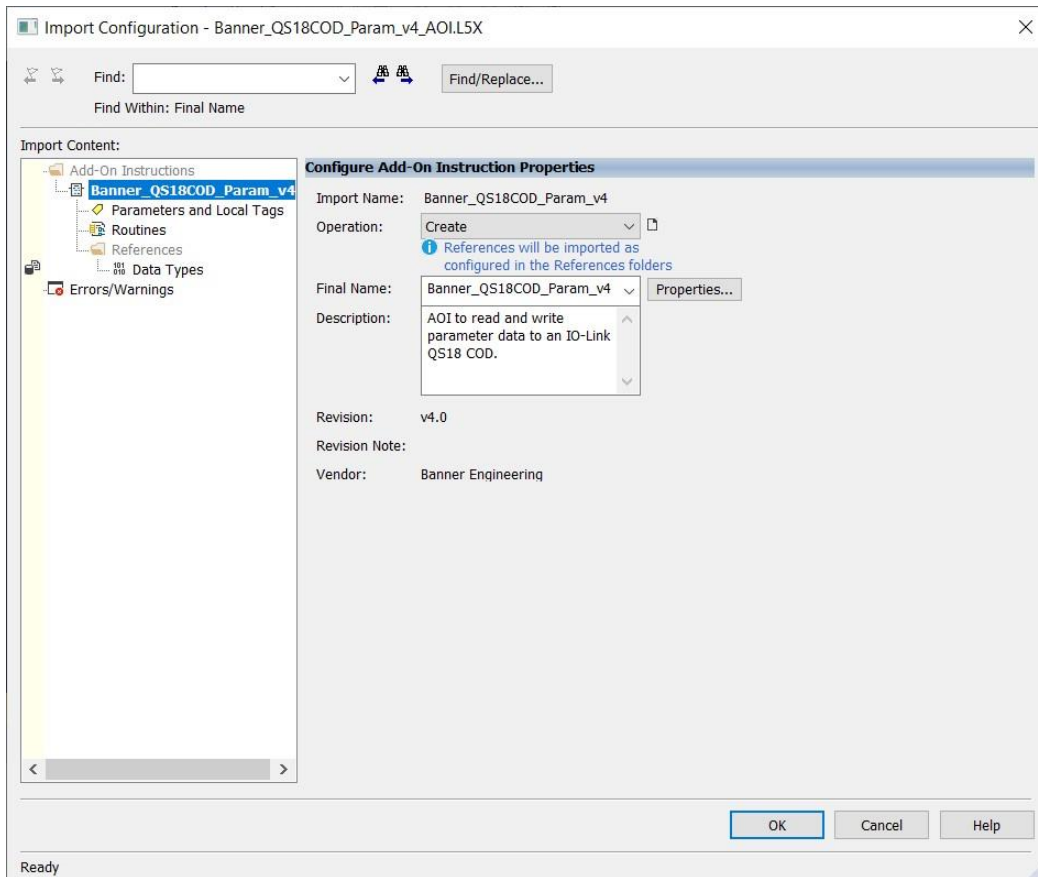 Import Configuration - Banner_QS18COD_Param_v4_AOI.L5X
Find:
Find/Replace...
Find Within: Final Name
Import Content:
Add-On Instructions
Banner_QS18COD_Param_v4
Parameters and Local Tags
Routines
References
Data Types
Errors/Warnings
Configure Add-On Instruction Properties
Import Name: Banner_QS18COD_Param_v4
Operation: Create
References will be imported as
configured in the References folders
Final Name: Banner_QS18COD_Param_v4 Properties...
Description: AOI to read and write
parameter data to an IO-Link
QS18 COD.
Revision: v4.0
Revision Note:
Vendor: Banner Engineering
OK Cancel Help
Ready